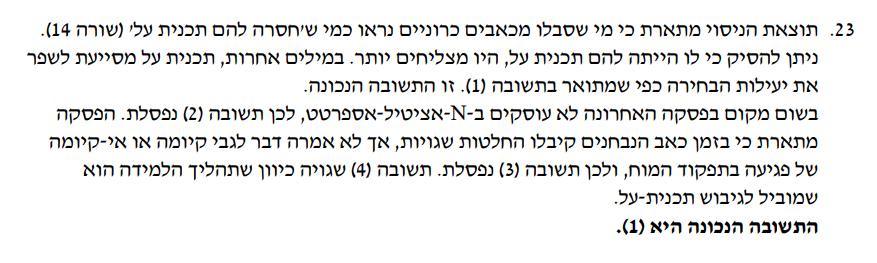 23. תוצאת הניסוי מתארת כי מי שסבלו מכאבים כרוניים נראו כמי ש'חסרה להם תכנית על' (שורה 14).
ניתן להסיק כי לו הייתה להם תכנית על, היו מצליחים יותר. במילים אחרות, תכנית על מסייעת לשפר
את יעילות הבחירה כפי שמתואר בתשובה (1). זו התשובה הנכונה.
בשום מקום בפסקה האחרונה לא עוסקים ב-N-אציטיל-אספרטט, לכן תשובה (2) נפסלת. הפסקה
מתארת כי בזמן כאב הנבחנים קיבלו החלטות שגויות, אך לא אמרה דבר לגבי קיומה או אי-קיומה
של פגיעה בתפקוד המוח, ולכן תשובה (3) נפסלת. תשובה (4) שגויה כיוון שתהליך הלמידה הוא
שמוביל לגיבוש תכנית-על.
התשובה הנכונה היא (1).